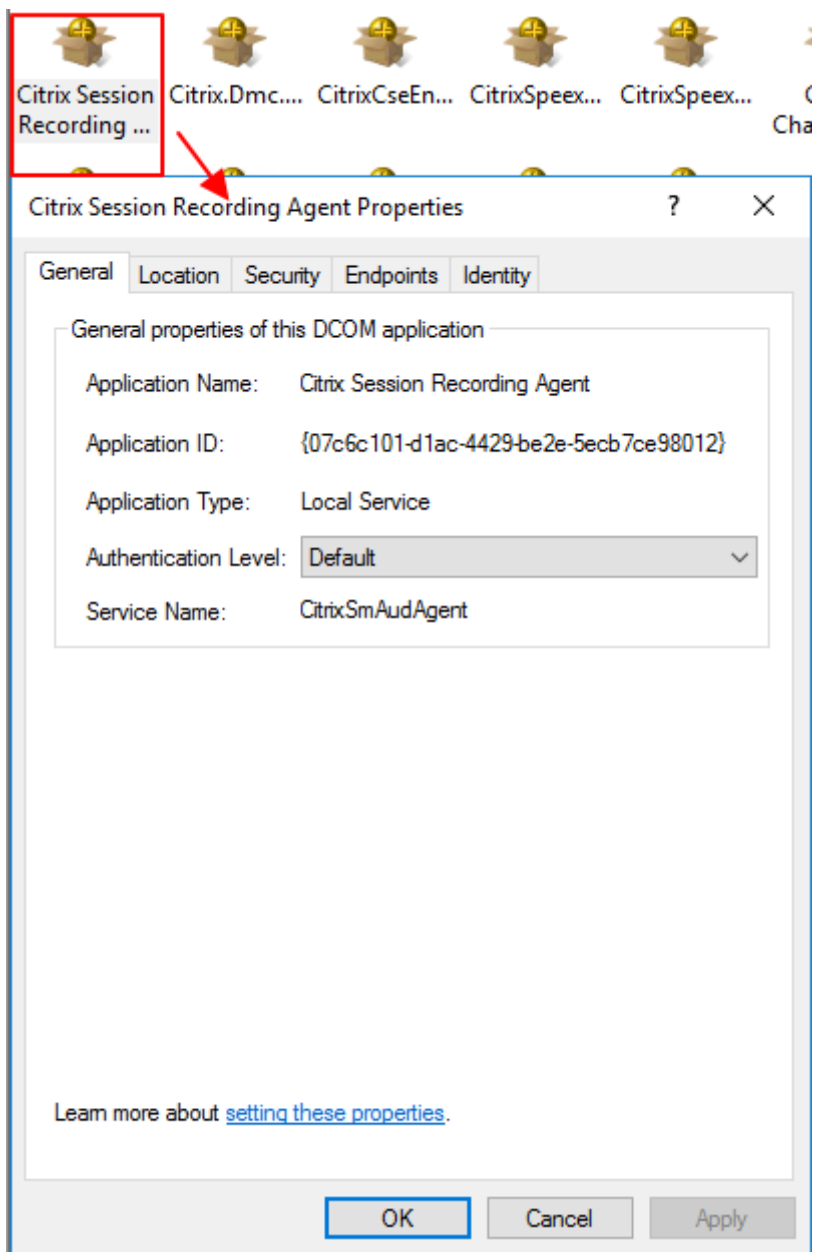 Citrix Session Citrix.Dmc.... CitrixCseEn... CitrixSpeex... CitrixSpeex...
Recording ... Cha
Citrix Session Recording Agent Properties ? ×
General Location Security Endpoints Identity
General properties of this DCOM application
Application Name: Citrix Session Recording Agent
Application ID: {07c6c101-d1ac-4429-be2e-5ecb7ce98012}
Application Type: Local Service
Authentication Level: Default
Service Name: CitrixSmAudAgent
Learn more about setting these properties.
OK Cancel Apply